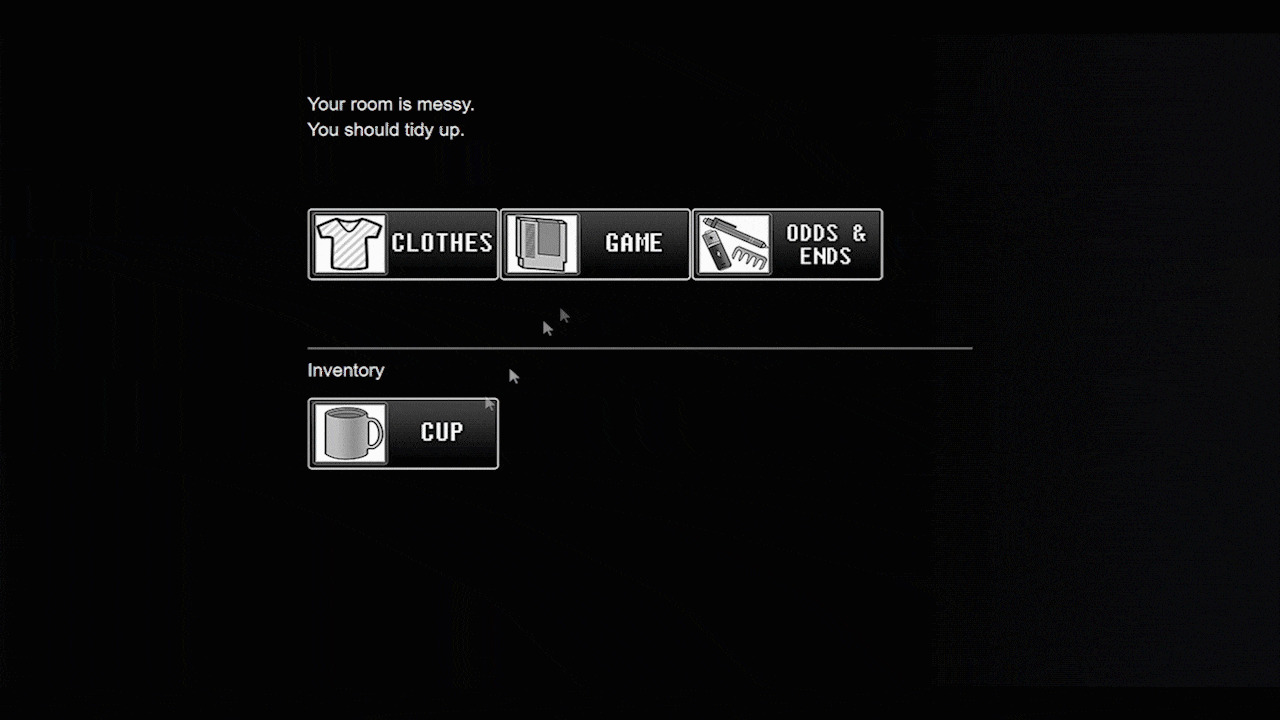 Your room is messy.
You should tidy up.
CLOTHES
GAME
ODDS &
ENDS
Inventory
CUP